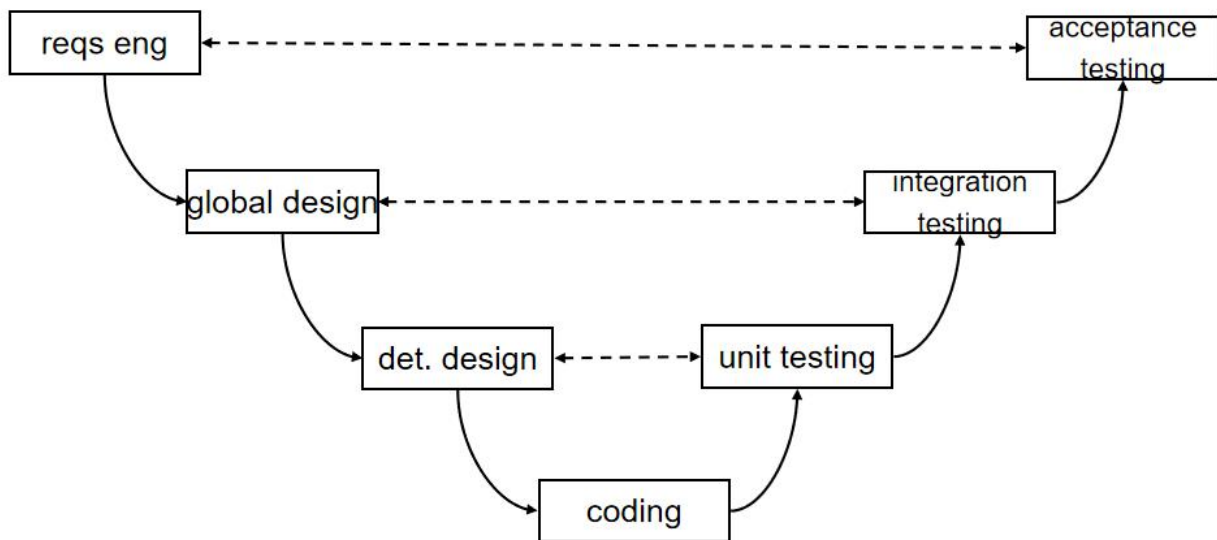 reqs eng
acceptance
testing
global design
integration
testing
det. design
unit testing
coding